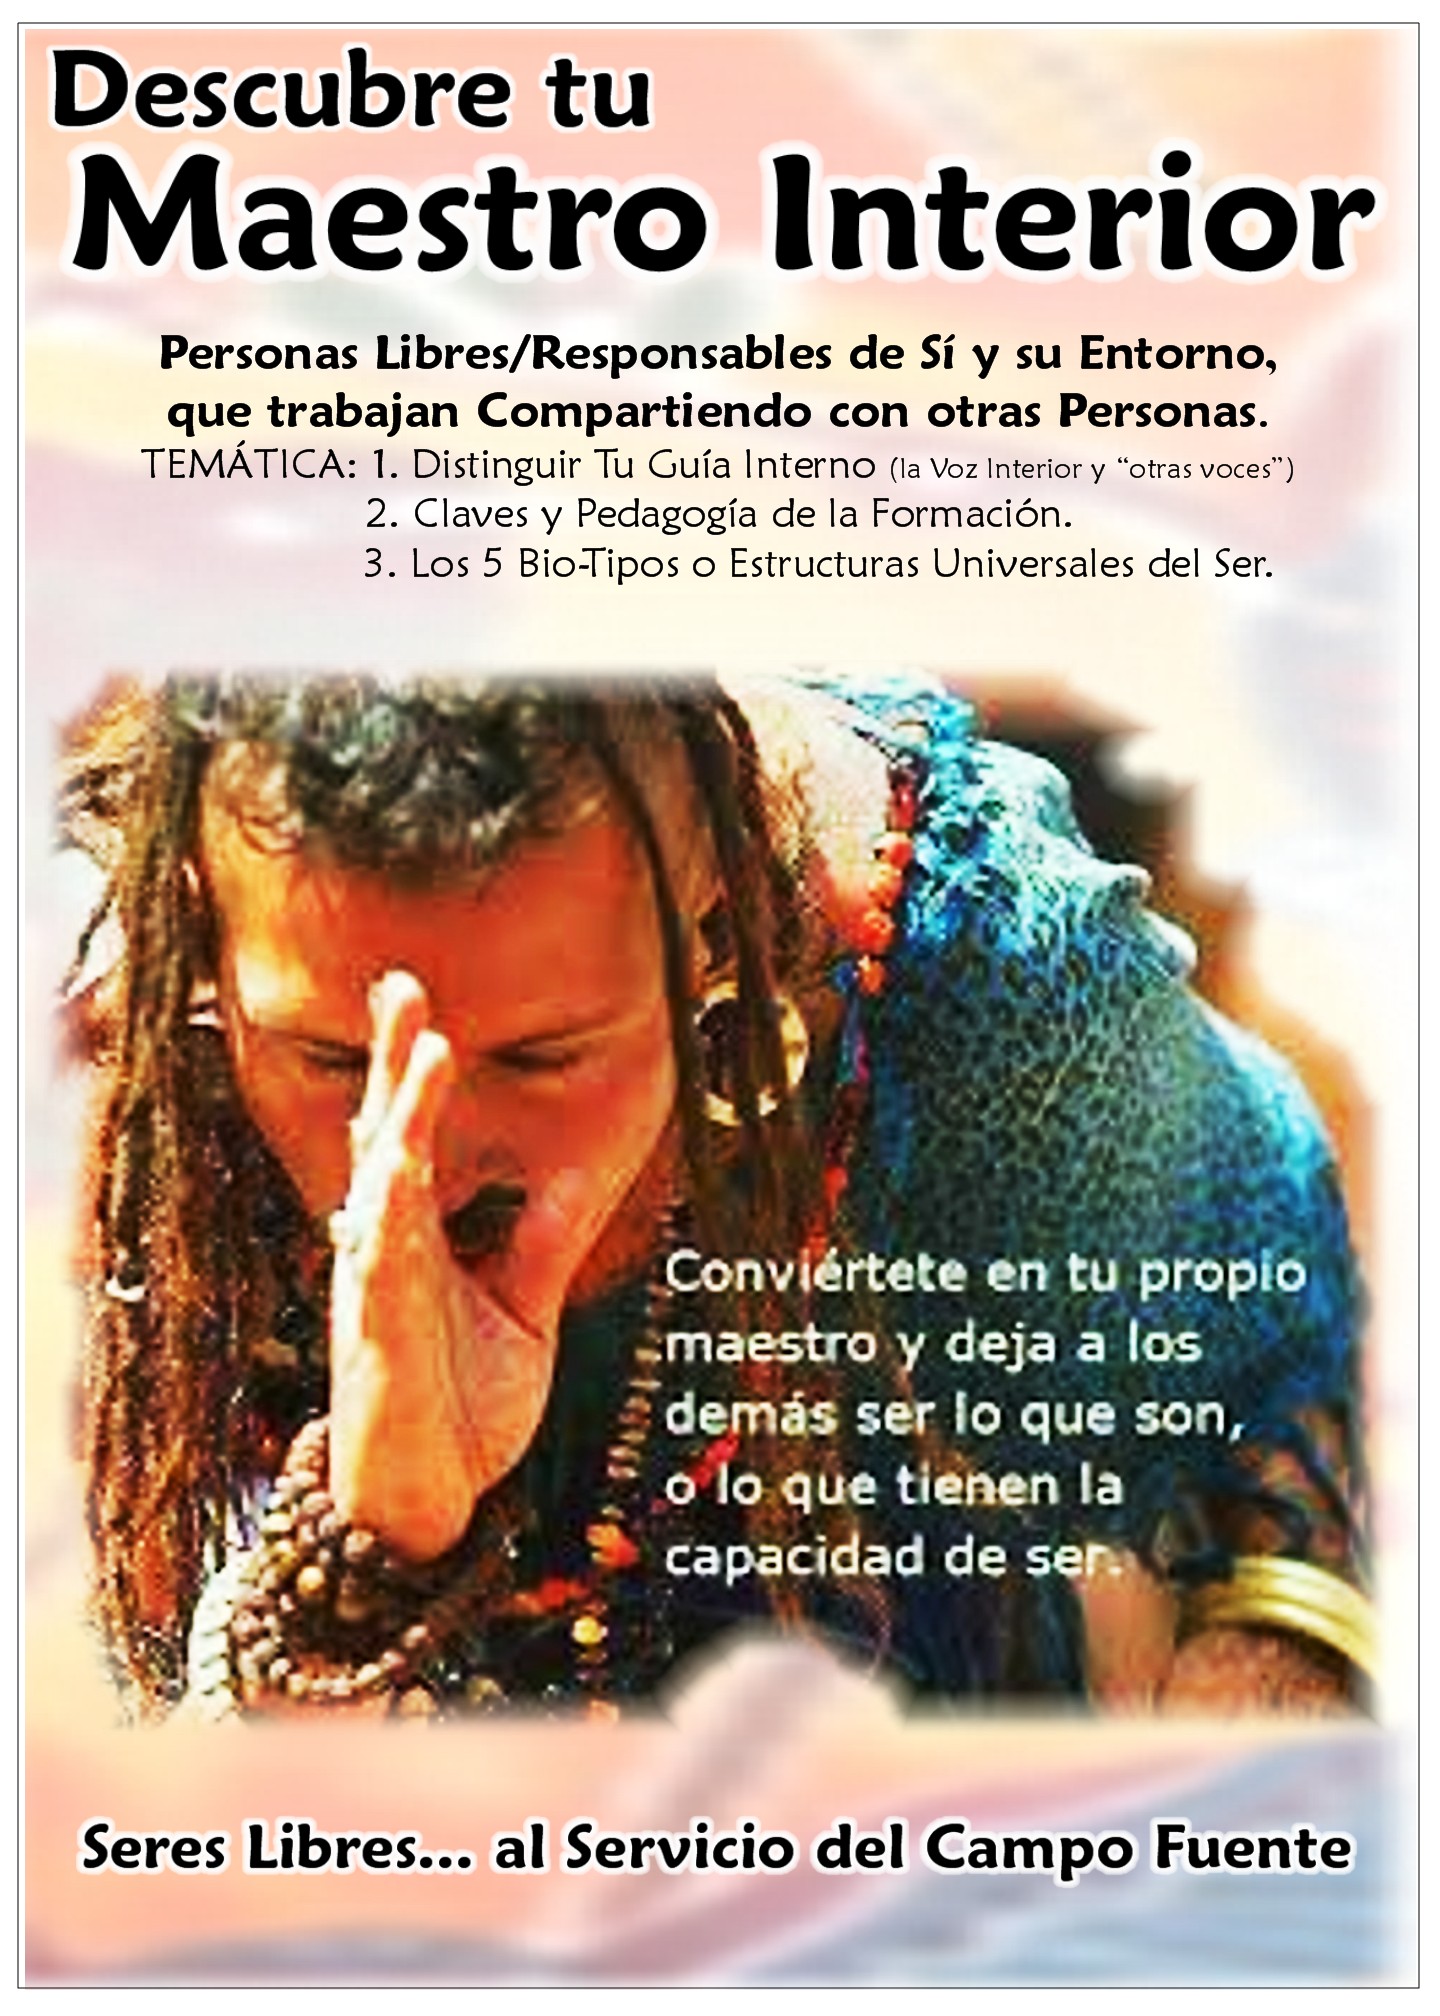 Descubre tu
Maestro Interior
Personas Libres/Responsables de Sí y su Entorno,
que trabajan Compartiendo con otras Personas.
TEMÁTICA: 1. Distinguir Tu Guía Interno (la Voz Interior y “otras voces”)
2. Claves y Pedagogía de la Formación.
3. Los 5 Bio-Tipos o Estructuras Universales del Ser.
Conviértete en tu propio
maestro y deja a los
demás ser lo que son,
o lo que tienen la
capacidad de ser.
Seres Libres... al Servicio del Campo Fuente